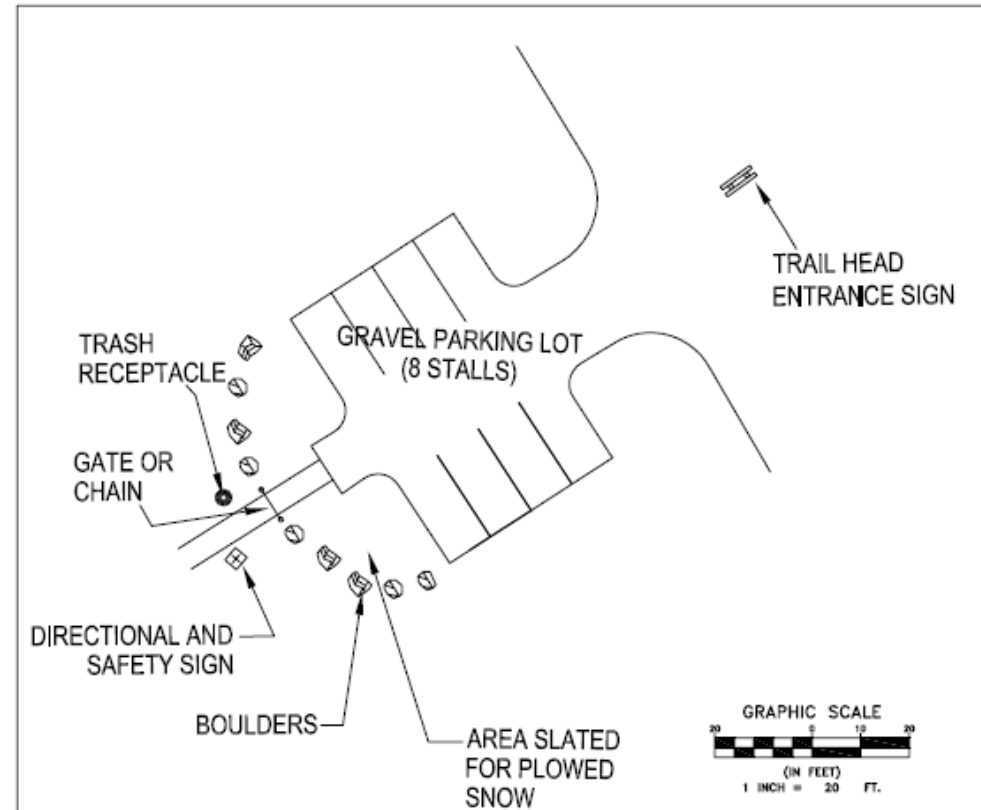 TRAIL HEAD
ENTRANCE SIGN
GRAVEL PARKING LOT
(8 STALLS)
TRASH
RECEPTACLE
GATE OR
CHAIN
DIRECTIONAL AND
SAFETY SIGN
BOULDERS
AREA SLATED
FOR PLOWED
SNOW
GRAPHIC SCALE
20 0 10 20
(IN FEET)
1 INCH = 20 FT.